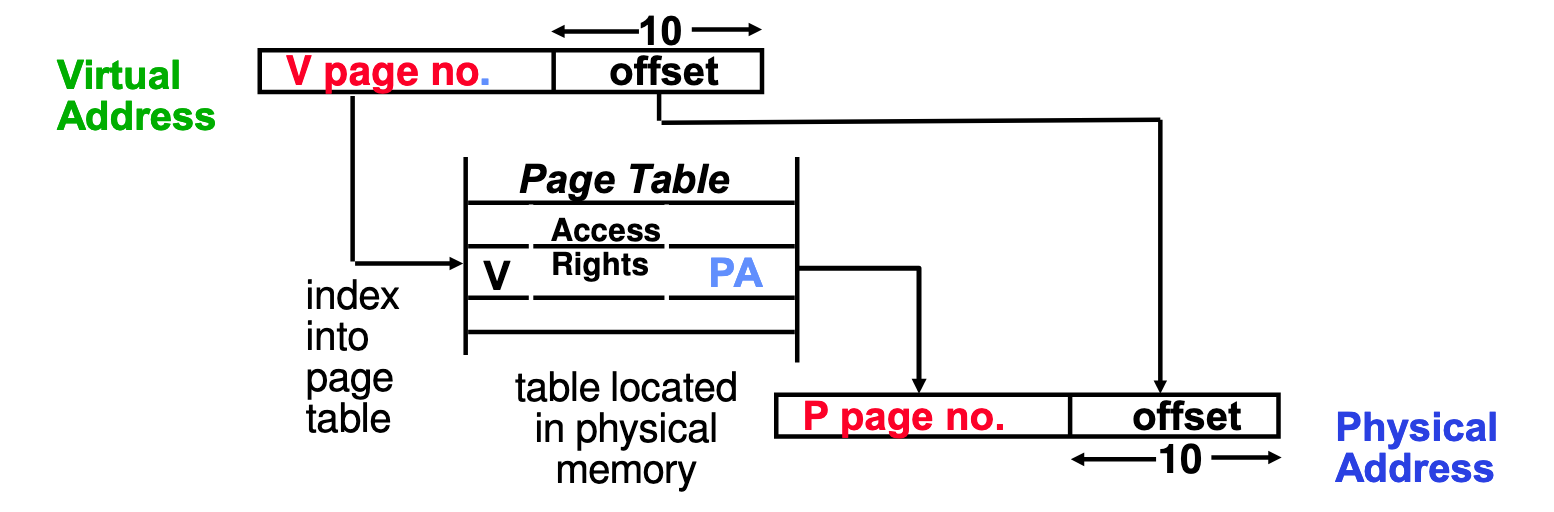 10
Virtual
Address
V page no.
offset
Page Table
Access
Rights
V
PA
index
into
page
table
table located
in physical
memory
P page no.
offset
10
Physical
Address